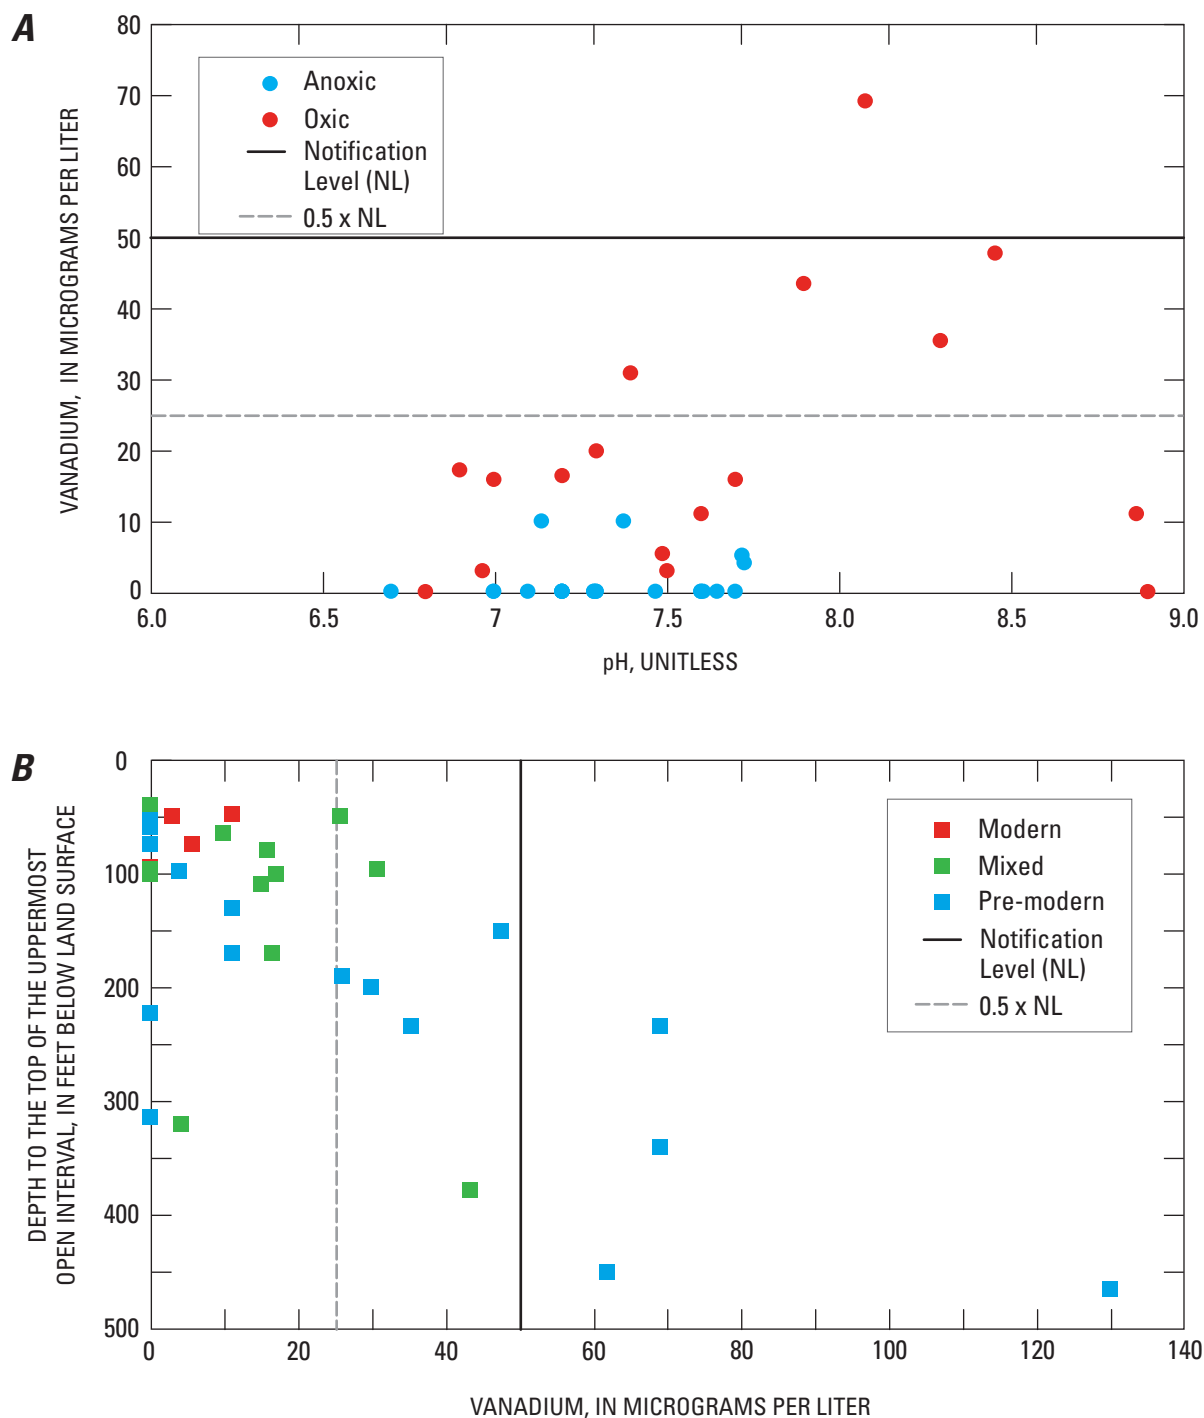 A
VANADIUM, IN MICROGRAMS PER LITER
80
70
60
50
40
30
20
10
0
Anoxic
Oxic
Notification
Level (NL)
0.5 x NL
6.0 6.5 7 7.5 8.0 8.5 9.0
pH, UNITLESS
B
DEPTH TO THE TOP OF THE UPPERMOST
OPEN INTERVAL, IN FEET BELOW LAND SURFACE
0
100
200
300
400
500
Modern
Mixed
Pre-modern
Notification
Level (NL)
0.5 x NL
0 20 40 60 80 100 120 140
VANADIUM, IN MICROGRAMS PER LITER